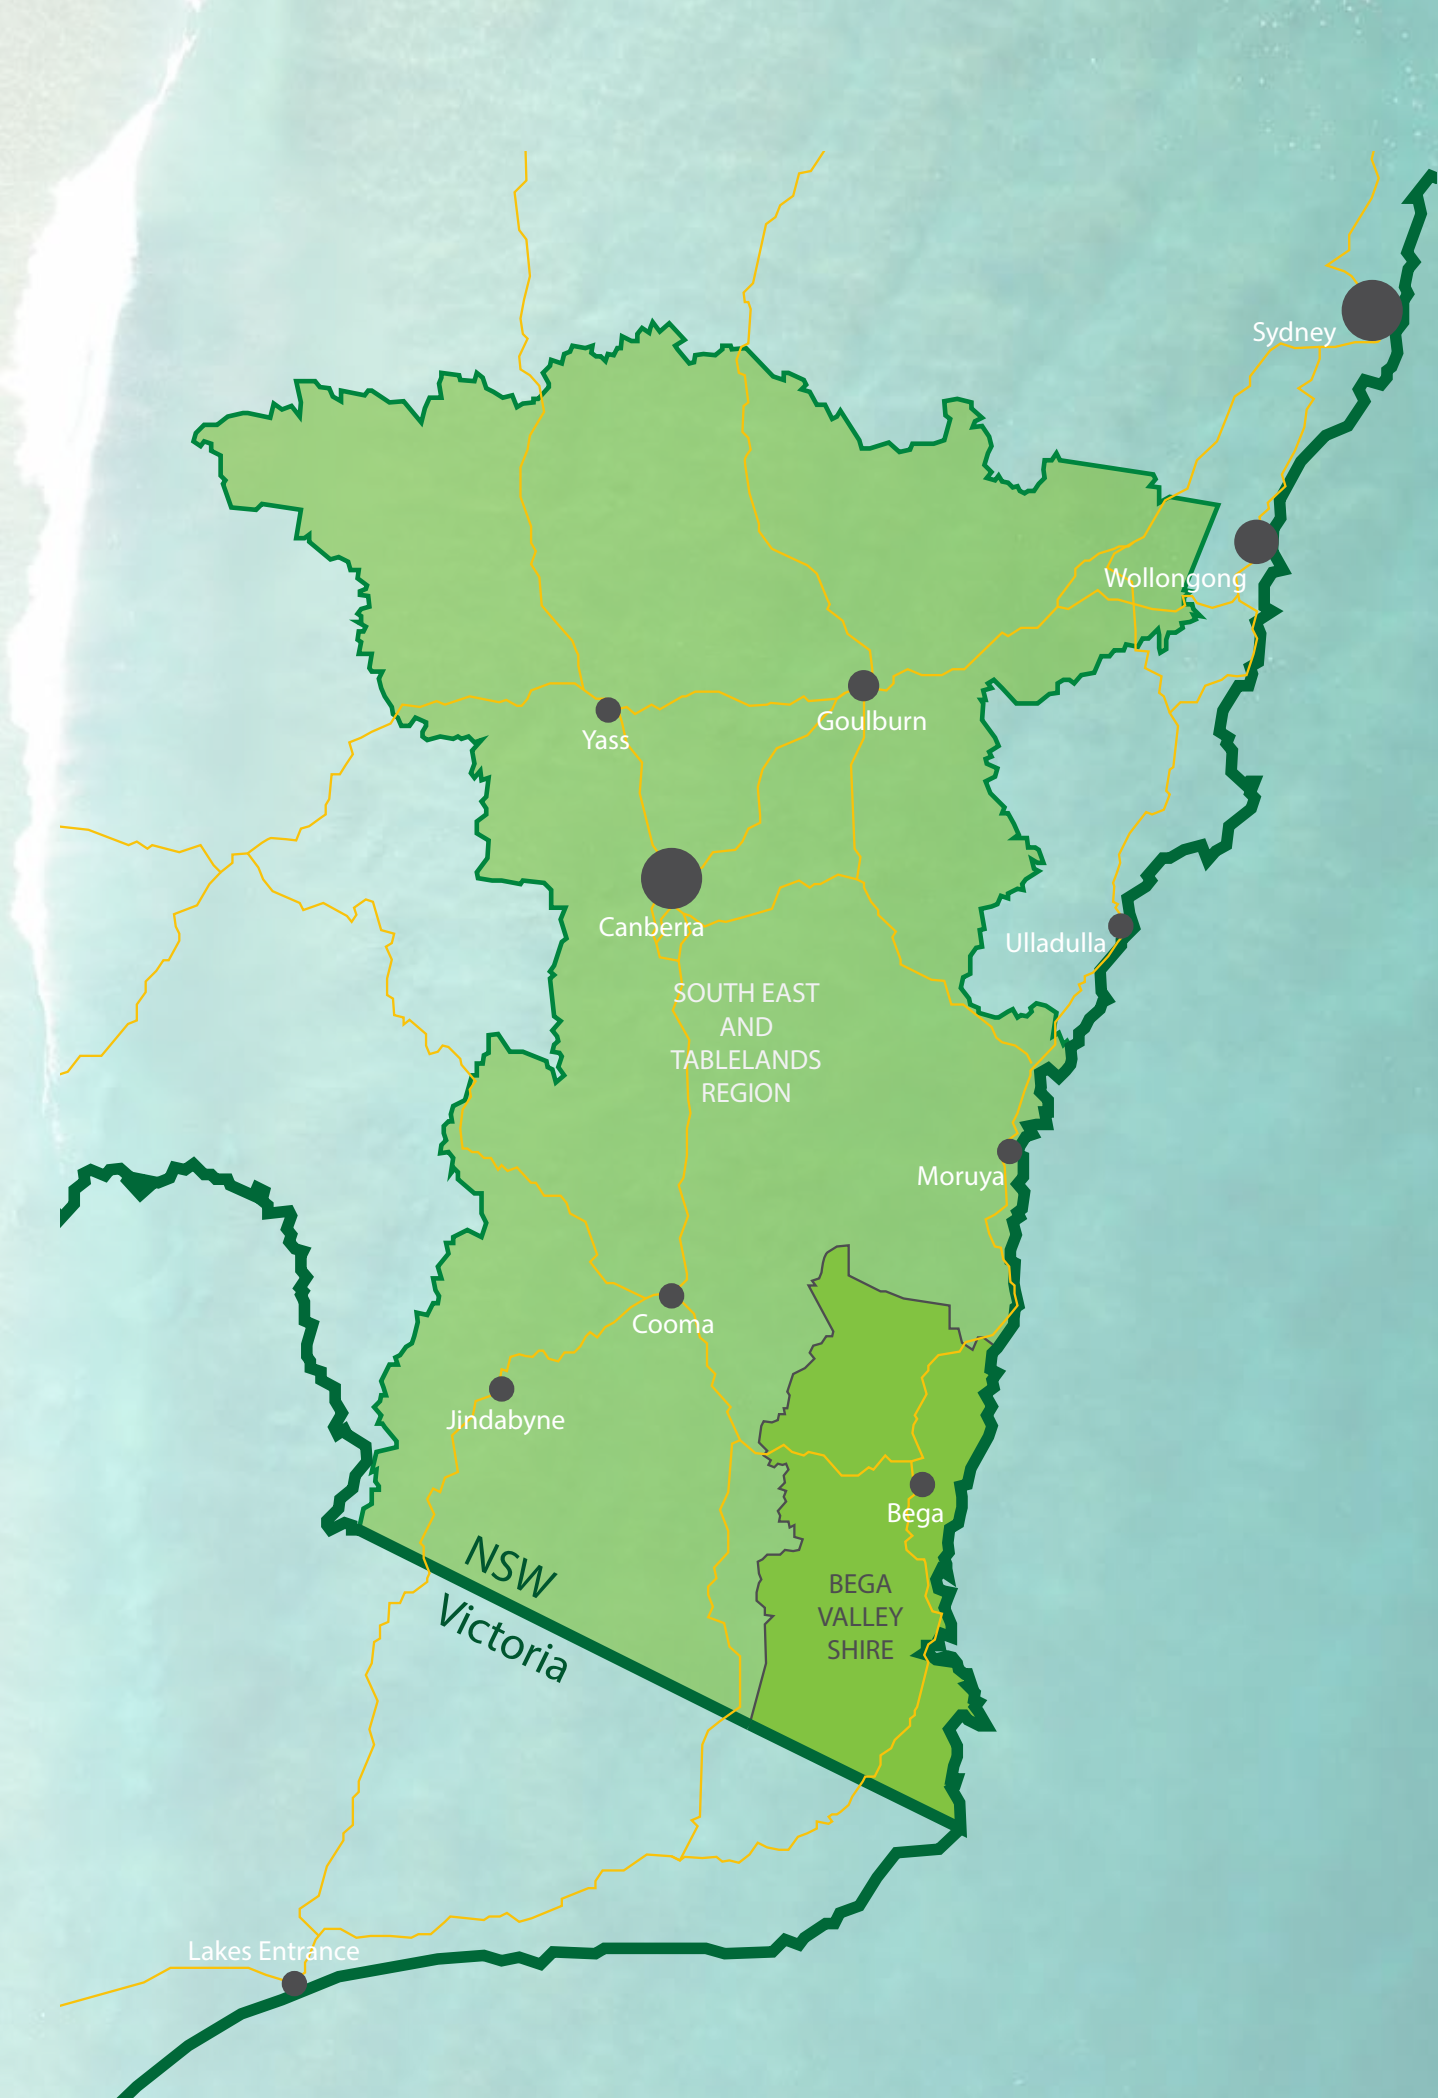 Sydney
Wollongong
Goulburn
Yass
Canberra
Ulladulla
SOUTH EAST
AND
TABLELANDS
REGION
Moruya
Cooma
Jindabyne
Bega
NSW
Victoria
BEGA
VALLEY
SHIRE
Lakes Entrance